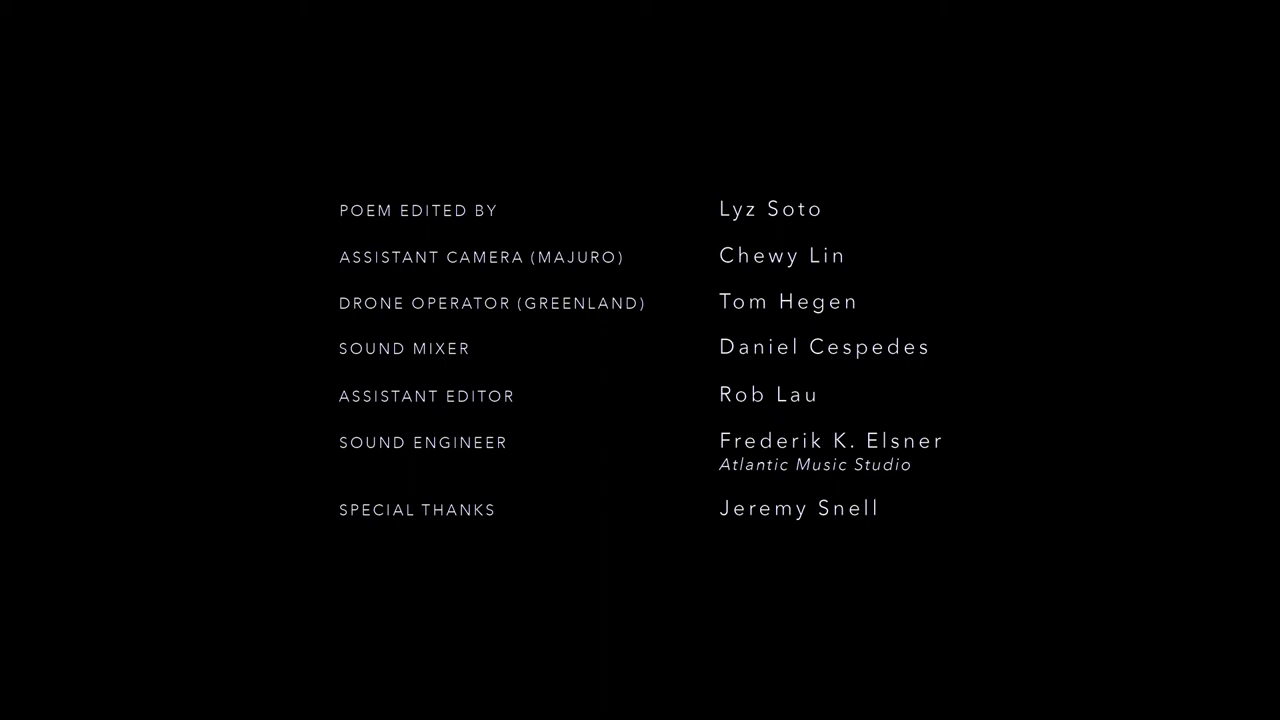 POEM EDITED BY Lyz Soto
ASSISTANT CAMERA (MAJURO) Chewy Lin
DRONE OPERATOR (GREENLAND) Tom Hegen
SOUND MIXER Daniel Cespedes
ASSISTANT EDITOR Rob Lau
SOUND ENGINEER Frederik K. Elsner
Atlantic Music Studio
SPECIAL THANKS Jeremy Snell